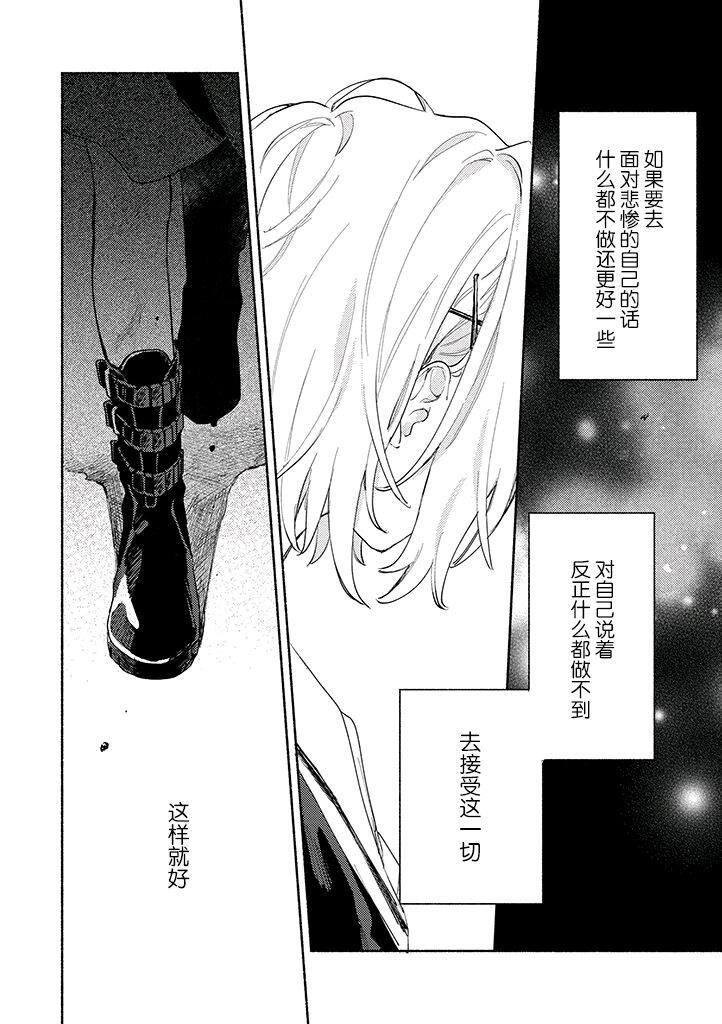 如果要去
面对悲惨的自己的话
什么都不做还更好一些
对自己说着
反正什么都做不到
去接受这一切
这样就好